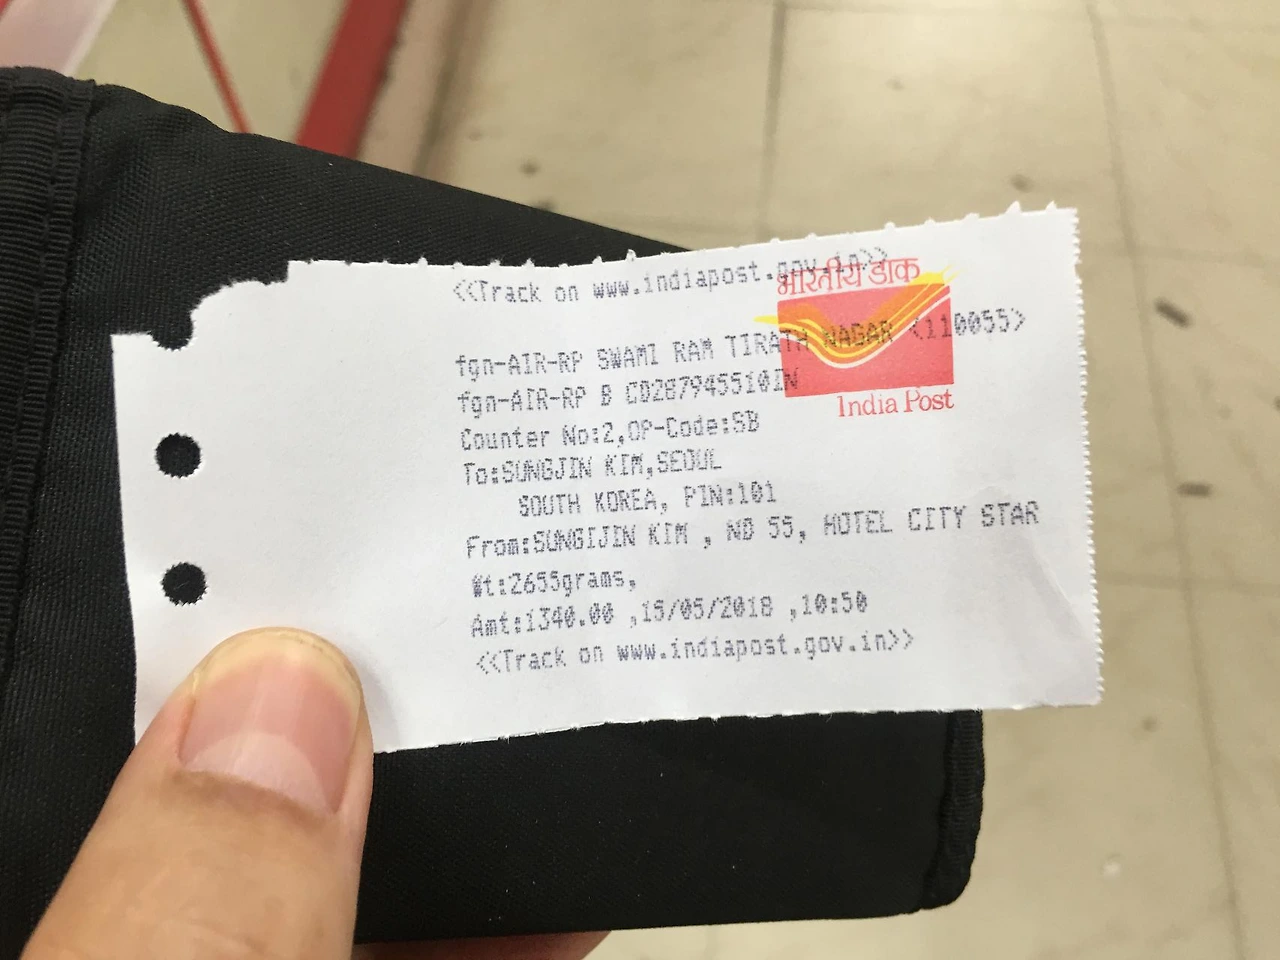 <<Track on www.indiapost.gov.in>>
भारतीय डाक
fgn-AIR-RP SWAMI RAM TIRATH NAGAR <110055>
fgn-AIR-RP B CD287945510IN
India Post
Counter No:2,OP-Code:SB
To:SUNGJIN KIM,SEOUL
SOUTH KOREA, PIN:101
From:SUNGIJIN KIM , NB 55, HOTEL CITY STAR
Wt:2655grams,
Amt:1340.00 ,15/05/2018 ,10:50
<<Track on www.indiapost.gov.in>>